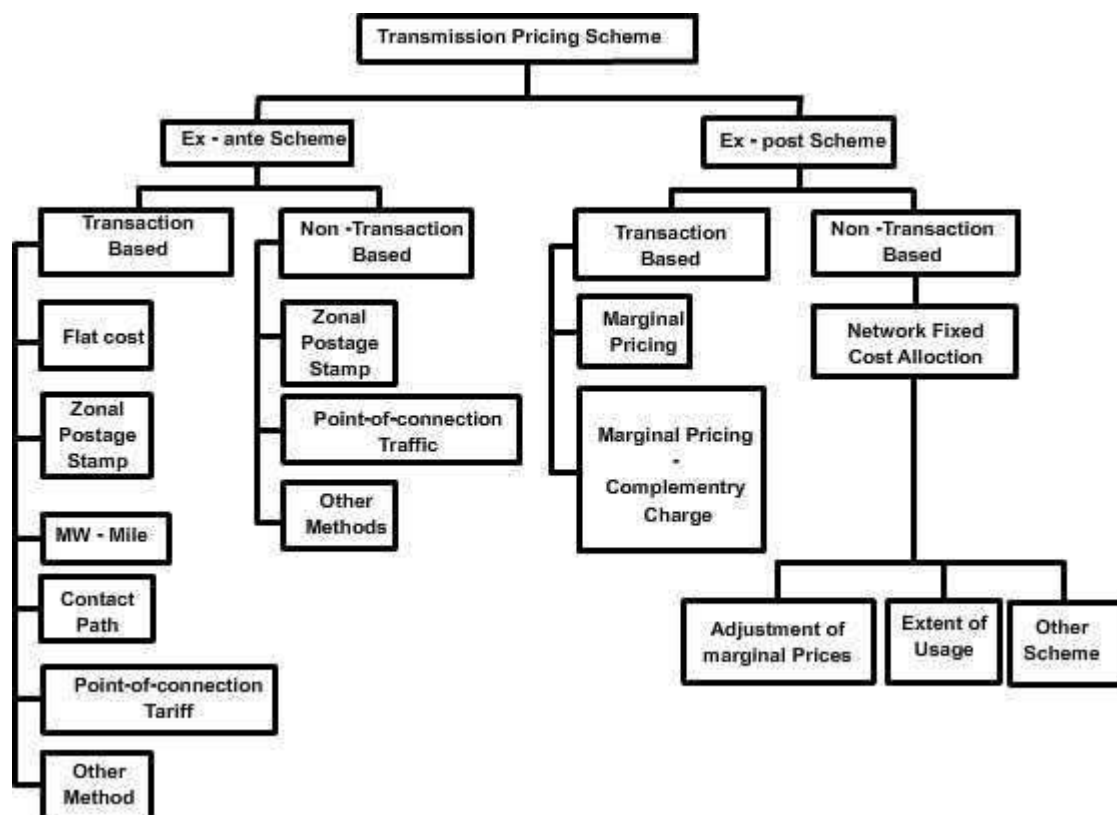 Transmission Pricing Scheme
Ex - ante Scheme
Ex - post Scheme
Transaction
Based
Non -Transaction
Based
Transaction
Based
Non -Transaction
Based
Flat cost
Zonal
Postage
Stamp
MW - Mile
Contact
Path
Point-of-connection
Tariff
Other
Method
Zonal
Postage
Stamp
Point-of-connection
Traffic
Other
Methods
Marginal
Pricing
Marginal Pricing
-
Complementry
Charge
Network Fixed
Cost Alloction
Adjustment of
marginal Prices
Extent of
Usage
Other
Scheme